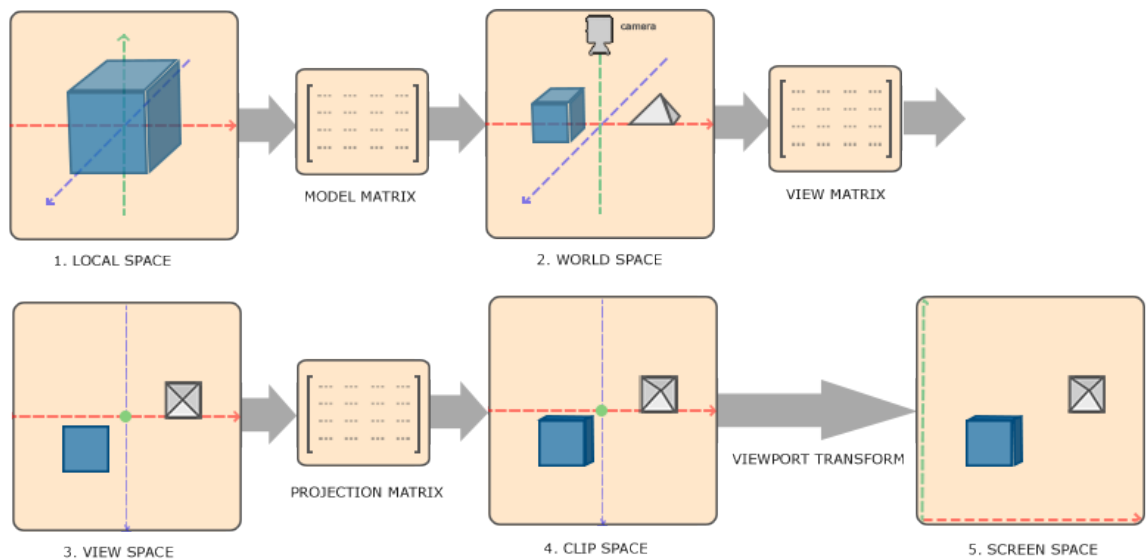 camera
MODEL MATRIX
VIEW MATRIX
1. LOCAL SPACE
2. WORLD SPACE
PROJECTION MATRIX
VIEWPORT TRANSFORM
3. VIEW SPACE
4. CLIP SPACE
5. SCREEN SPACE